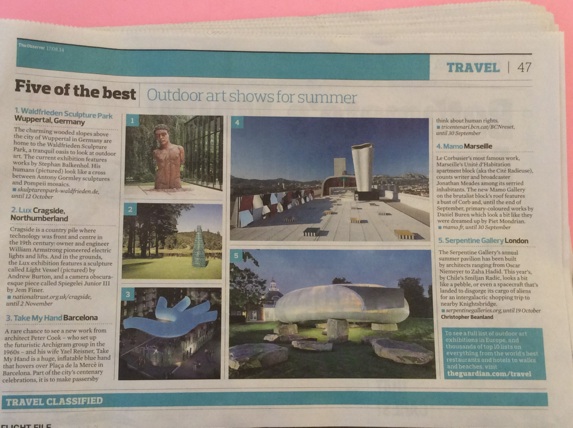 TRAVEL | 47
Five of the best Outdoor art shows for summer
1. Waldfrieden Sculpture Park
Wuppertal, Germany
The charming wooded slopes above
the city of Wuppertal in Germany are
home to the Waldfrieden Sculpture
Park, a tranquil oasis to look at outdoor
art. The current exhibition features
works by Stephan Balkenhol. His
humans (pictured) look like a cross
between Antony Gormley sculptures
and Pompeii mosaics.
until 12 October
2. Lux Cragside,
Northumberland
Cragside is a country pile where
technology was front and centre in
the 19th century: owner and engineer
William Armstrong pioneered electric
lights and lifts. And in the grounds,
the Lux exhibition features a sculpture
called Light Vessel (pictured) by
Andrew Burton, and a camera obscura-
esque piece called Spiegelei Junior III
by Jem Finer.
■ nationaltrust.org.uk/cragside,
until 2 November
3. Take My Hand Barcelona
A rare chance to see a new work from
architect Peter Cook – who set up
the futuristic Archigram group in the
1960s – and his wife Yael Reisner, Take
My Hand is a huge, inflatable blue hand
that hovers over Plaça de la Mercè in
Barcelona. Part of the city's centenary
celebrations, it is to make passersby
1
2
3
4
5
think about human rights.
until 30 September
4. Mamo Marseille
Le Corbusier's most famous work,
Marseille's Unité d'Habitation
apartment block (aka the Cité Radieuse),
count writer and broadcaster
Jonathan Meades among its storied
inhabitants. The new Mamo Gallery
on the brutalist block's roof features
a bust of Corb and, until the end of
September, primary-coloured works by
Daniel Buren which look a bit like they
were dreamed up by Piet Mondrian.
■ mamo.fr, until 30 September
5. Serpentine Gallery London
The Serpentine Gallery's annual
summer pavilion has been built
by architects ranging from Oscar
Niemeyer to Zaha Hadid. This year's,
by Chile's Smiljan Radic, looks a bit
like a pebble, or even a spacecraft that's
landed to disgorge its cargo of aliens
for an intergalactic shopping trip to
nearby Knightsbridge.
■ serpentinegalleries.org, until 19 October
Christopher Beanland
To see a full list of outdoor art
exhibitions in Europe, and
thousands of top 10 lists on
everything from the world's best
restaurants and hotels to walks
and beaches, visit
theguardian.com/travel
TRAVEL CLASSIFIED